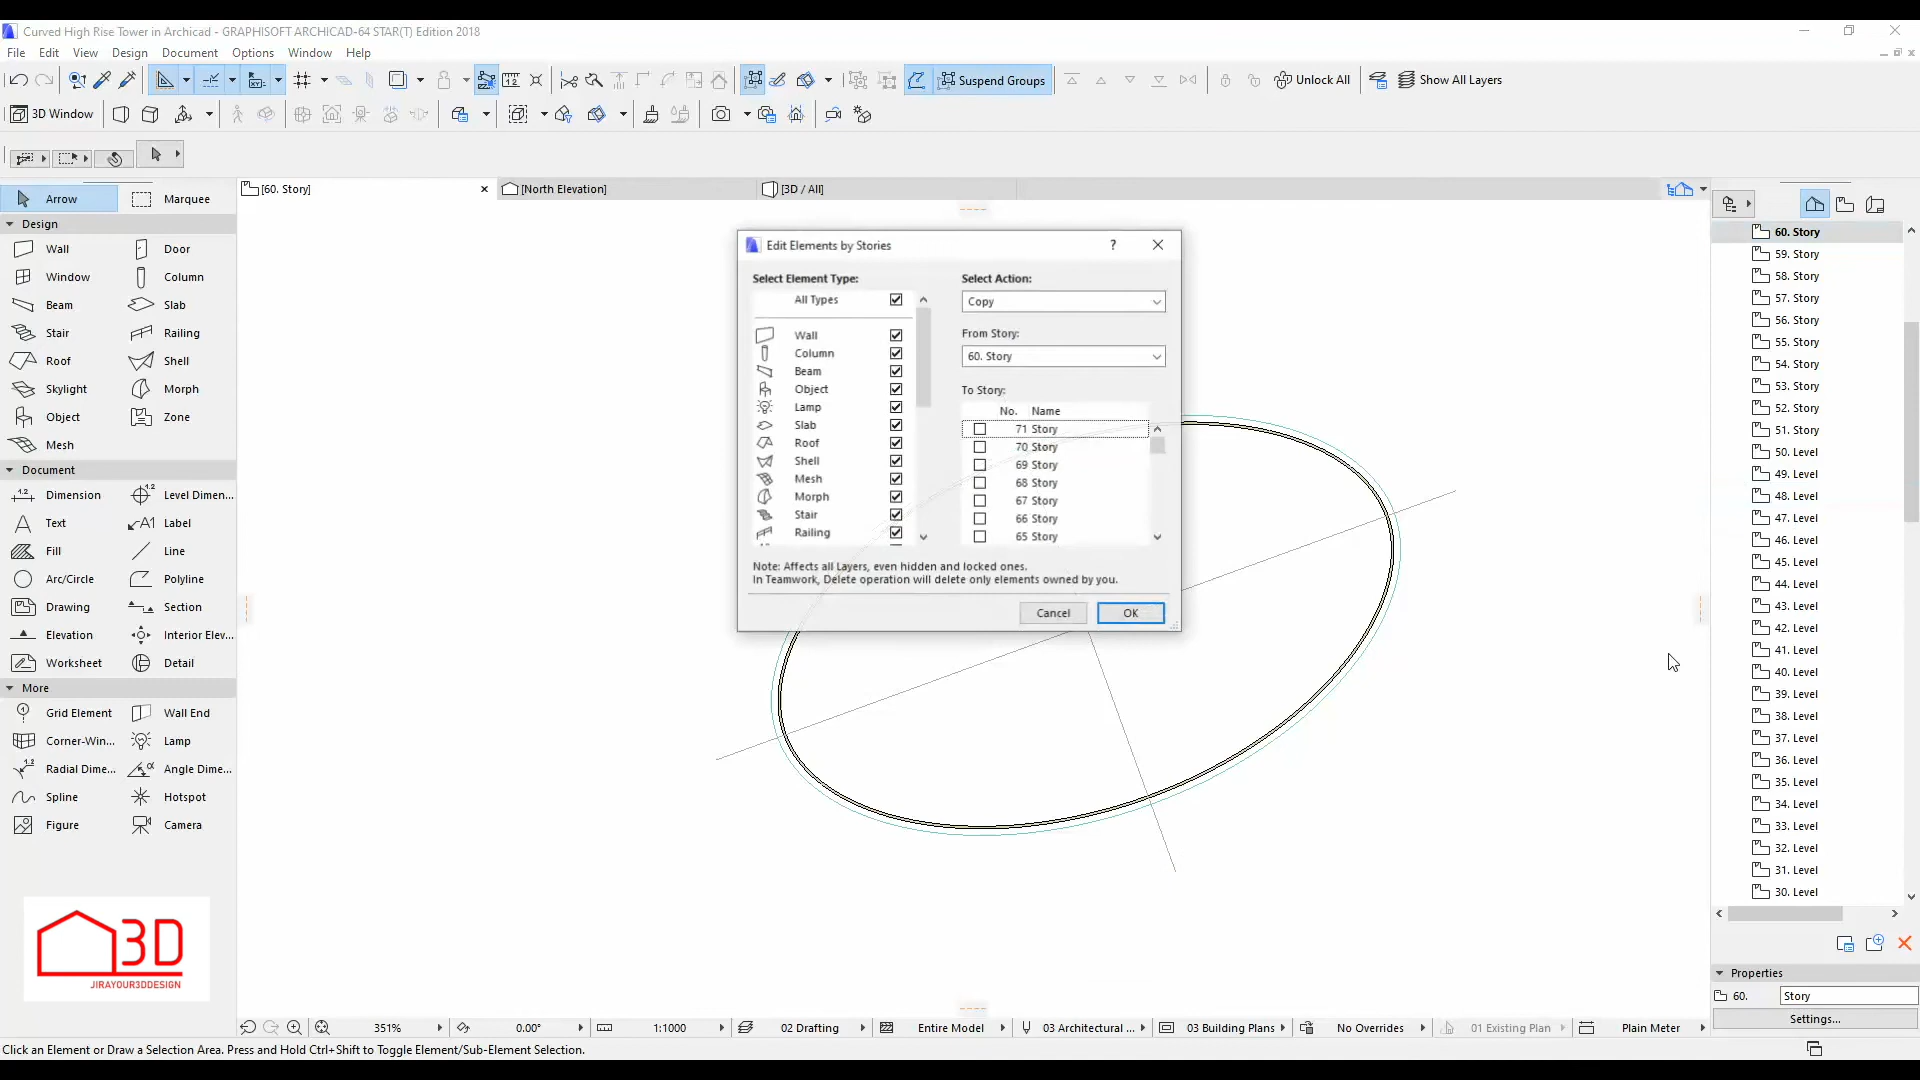 Curved High Rise Tower in Archicad - GRAPHISOFT ARCHICAD-64 STAR(T) Edition 2018
File Edit View Design Document Options Window Help
Suspend Groups
Unlock All
Show All Layers
3D Window
[60. Story]
[North Elevation]
[3D / All]
Arrow
Marquee
Design
Wall
Door
Window
Column
Beam
Slab
Stair
Railing
Roof
Shell
Skylight
Morph
Object
Zone
Mesh
Document
Dimension
Level Dimen...
Text
Label
Fill
Line
Arc/Circle
Polyline
Drawing
Section
Elevation
Interior Elev...
Worksheet
Detail
More
Grid Element
Wall End
Corner-Win...
Lamp
Radial Dime...
Angle Dime...
Spline
Hotspot
Figure
Camera
3D
JIRAYOUR3DDESIGN
Edit Elements by Stories
Select Element Type:
All Types
Wall
Column
Beam
Object
Lamp
Slab
Roof
Shell
Mesh
Morph
Stair
Railing
Select Action:
Copy
From Story:
60. Story
To Story:
No. Name
71 Story
70 Story
69 Story
68 Story
67 Story
66 Story
65 Story
Note: Affects all Layers, even hidden and locked ones.
In Teamwork, Delete operation will delete only elements owned by you.
Cancel
OK
60. Story
59. Story
58. Story
57. Story
56. Story
55. Story
54. Story
53. Story
52. Story
51. Story
50. Level
49. Level
48. Level
47. Level
46. Level
45. Level
44. Level
43. Level
42. Level
41. Level
40. Level
39. Level
38. Level
37. Level
36. Level
35. Level
34. Level
33. Level
32. Level
31. Level
30. Level
Properties
60. Story
Settings...
351%
0.00°
1:1000
02 Drafting
Entire Model
03 Architectural ...
03 Building Plans
No Overrides
01 Existing Plan
Plain Meter
Click an Element or Draw a Selection Area. Press and Hold Ctrl+Shift to Toggle Element/Sub-Element Selection.